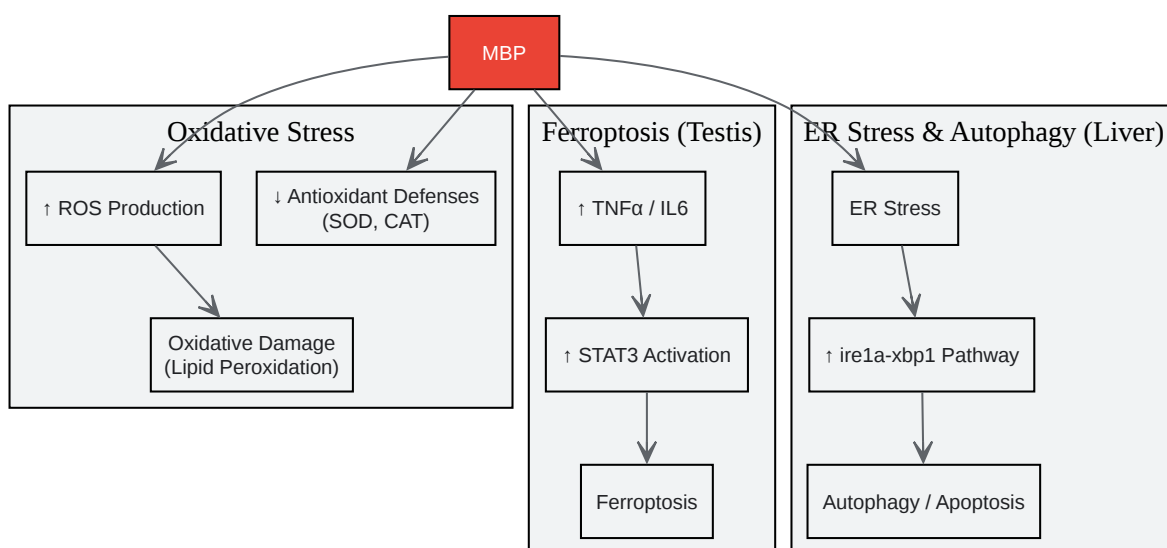 MBP
Oxidative Stress
Ferroptosis (Testis)
ER Stress & Autophagy (Liver)
↑ ROS Production
↓ Antioxidant Defenses
(SOD, CAT)
↑ TNFα / IL6
ER Stress
Oxidative Damage
(Lipid Peroxidation)
↑ STAT3 Activation
↑ ire1a-xbp1 Pathway
Ferroptosis
Autophagy / Apoptosis